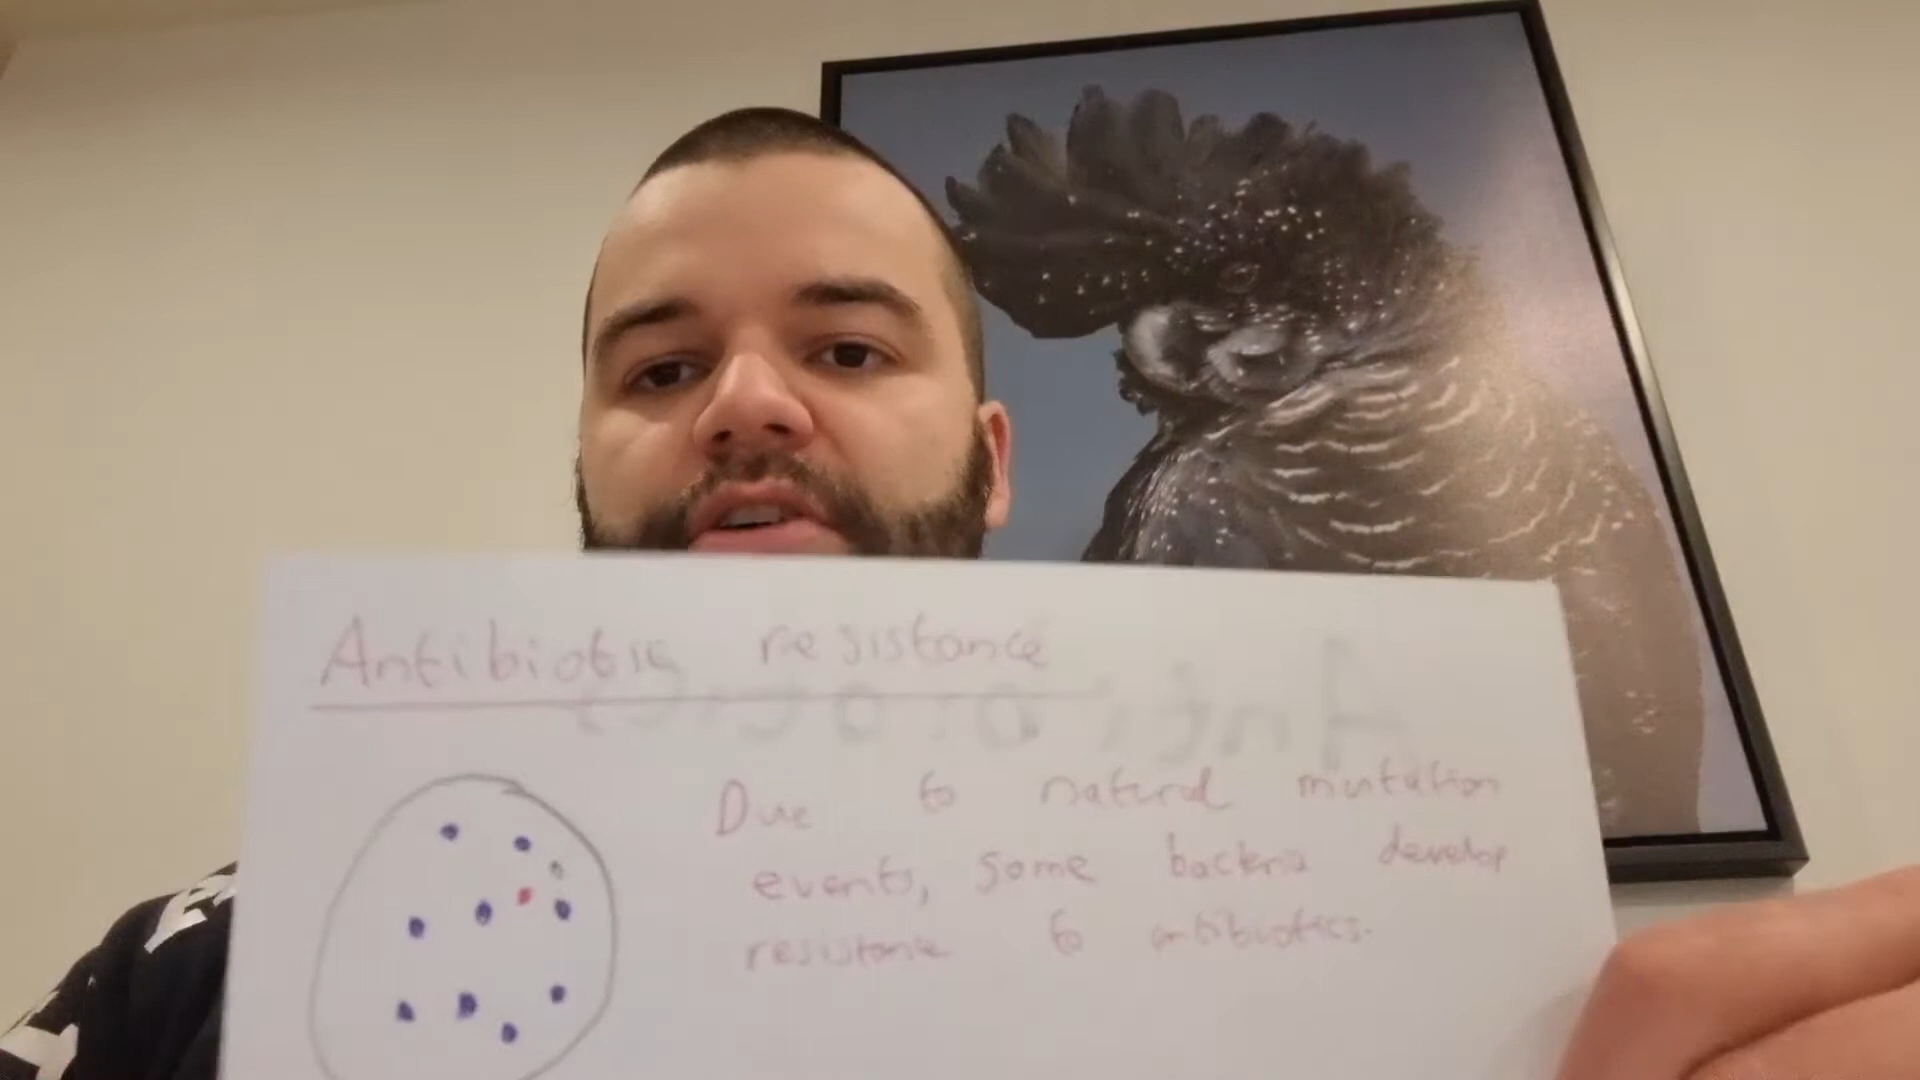 Antibiotic resistance
Due to natural mutation
events, some bacteria develop
resistance to antibiotics.